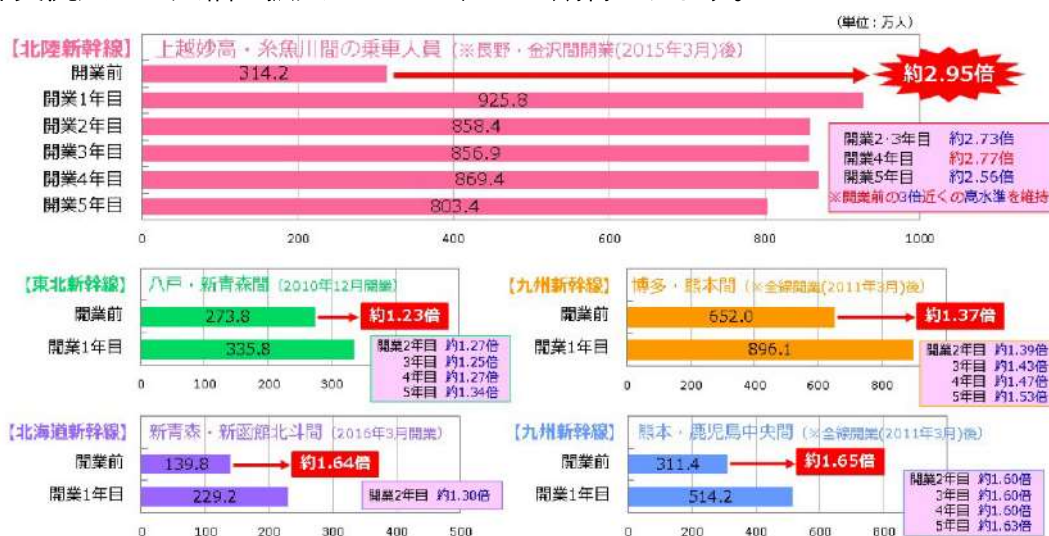 (単位:万人)
【北陸新幹線】 上越妙高・糸魚川間の乗車人員(※長野・金沢間開業(2015年3月)後)
開業前 314.2 約2.95倍
開業1年目 925.8
開業2年目 858.4
開業3年目 856.9
開業4年目 869.4
開業5年目 803.4
開業2·3年目 約2.73倍
開業4年目 約2.77倍
開業5年目 約2.56倍
※開業前の3倍近くの高水準を維持
0 200 400 600 800 1000
【東北新幹線】 八戸・新青森間(2010年12月開業)
開業前 273.8 約1.23倍
開業1年目 335.8
開業2年目 約1.27倍
3年目 約1.25倍
4年目 約1.27倍
5年目 約1.34倍
0 100 200 300
【九州新幹線】 博多・熊本間(※全線開業(2011年3月)後)
開業前 652.0 約1.37倍
開業1年目 896.1
開業2年目 約1.39倍
3年目 約1.43倍
4年目 約1.47倍
5年目 約1.53倍
0 200 400 600 800
【北海道新幹線】 新青森・新函館北斗間(2016年3月開業)
開業前 139.8 約1.64倍
開業1年目 229.2
開業2年目 約1.30倍
0 100 200 300 400 500
【九州新幹線】 熊本・鹿児島中央間(※全線開業(2011年3月)後)
開業前 311.4 約1.65倍
開業1年目 514.2
開業2年目 約1.60倍
3年目 約1.60倍
4年目 約1.60倍
5年目 約1.63倍
0 200 400 600 800